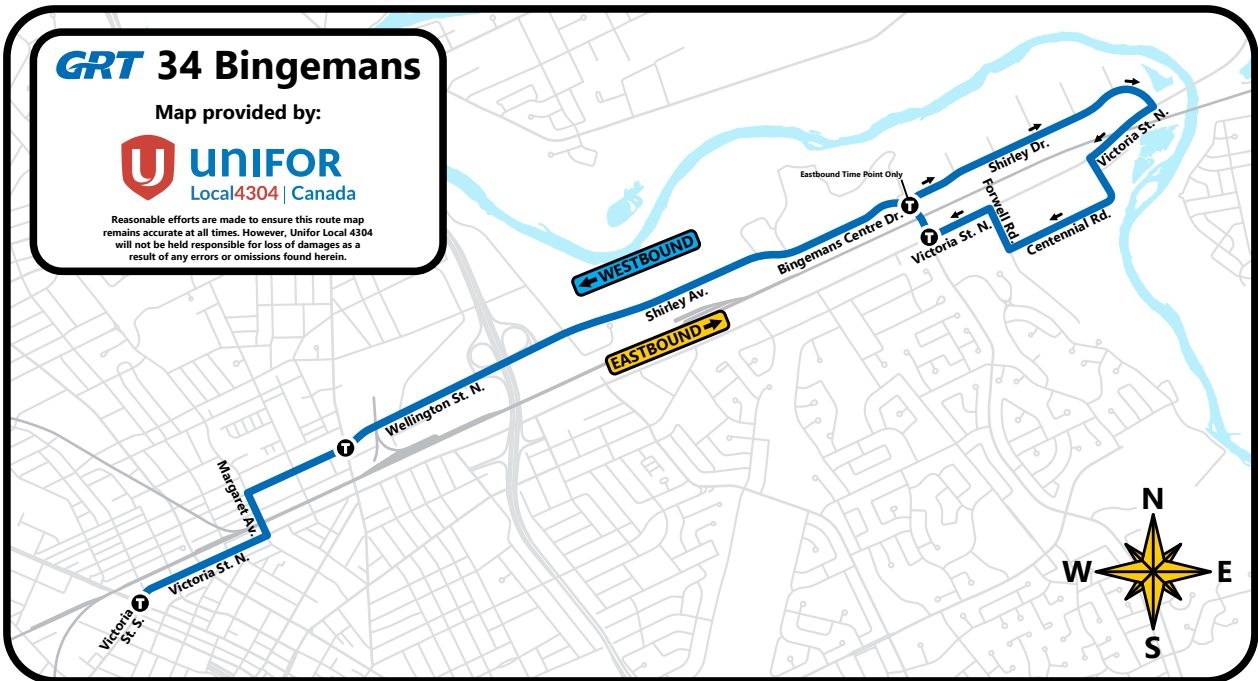 GRT 34 Bingemans
Map provided by:
UNIFOR
Local4304 | Canada
Reasonable efforts are made to ensure this route map
remains accurate at all times. However, Unifor Local 4304
will not be held responsible for loss of damages as a
result of any errors or omissions found herein.
Victoria St. N.
Shirley Dr.
Eastbound Time Point Only
T
Forwell Rd.
Centennial Rd.
T
Victoria St. N.
Bingemans Centre Dr.
WESTBOUND
Shirley Av.
EASTBOUND
Wellington St. N.
T
Margaret Av.
Victoria St. N.
T
Victoria
St. S.
N
W
E
S